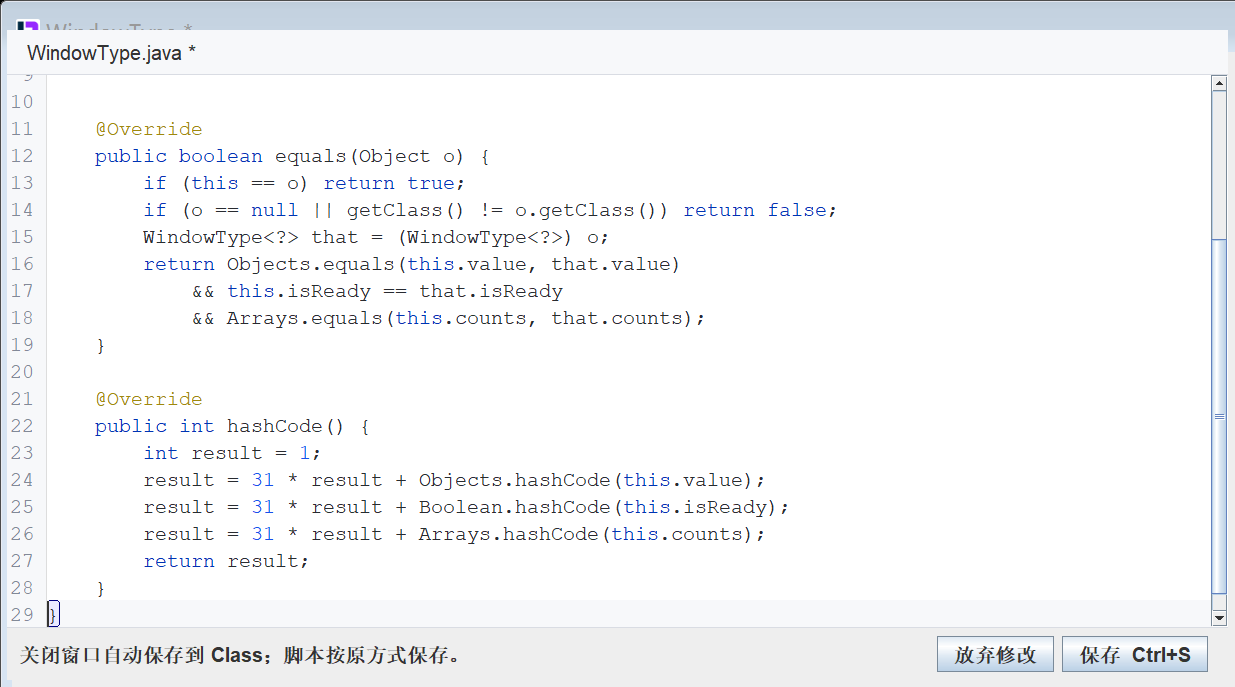 WindowType *
WindowType.java *
9
10
11 @Override
12 public boolean equals(Object o) {
13 if (this == o) return true;
14 if (o == null || getClass() != o.getClass()) return false;
15 WindowType<?> that = (WindowType<?>) o;
16 return Objects.equals(this.value, that.value)
17 && this.isReady == that.isReady
18 && Arrays.equals(this.counts, that.counts);
19 }
20
21 @Override
22 public int hashCode() {
23 int result = 1;
24 result = 31 * result + Objects.hashCode(this.value);
25 result = 31 * result + Boolean.hashCode(this.isReady);
26 result = 31 * result + Arrays.hashCode(this.counts);
27 return result;
28 }
29 }
关闭窗口自动保存到 Class；脚本按原方式保存。
放弃修改
保存 Ctrl+S